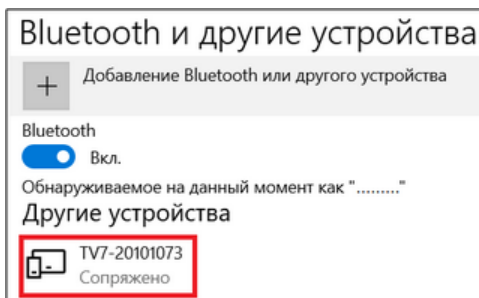 Bluetooth и другие устройства
+ Добавление Bluetooth или другого устройства
Bluetooth
Вкл.
Обнаруживаемое на данный момент как "........."
Другие устройства
TV7-20101073
Сопряжено